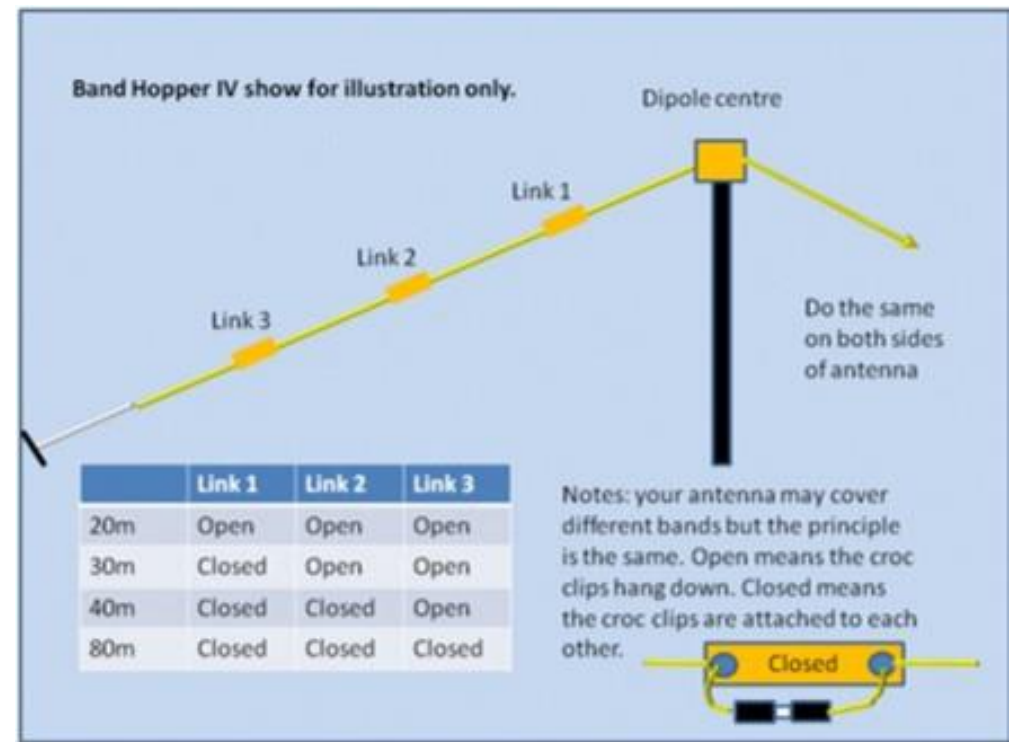 Band Hopper IV show for illustration only.
Dipole centre
Link 1
Link 2
Link 3
Do the same
on both sides
of antenna
Link 1 Link 2 Link 3
20m Open Open Open
30m Closed Open Open
40m Closed Closed Open
80m Closed Closed Closed
Notes: your antenna may cover
different bands but the principle
is the same. Open means the croc
clips hang down. Closed means
the croc clips are attached to each
other.
Closed